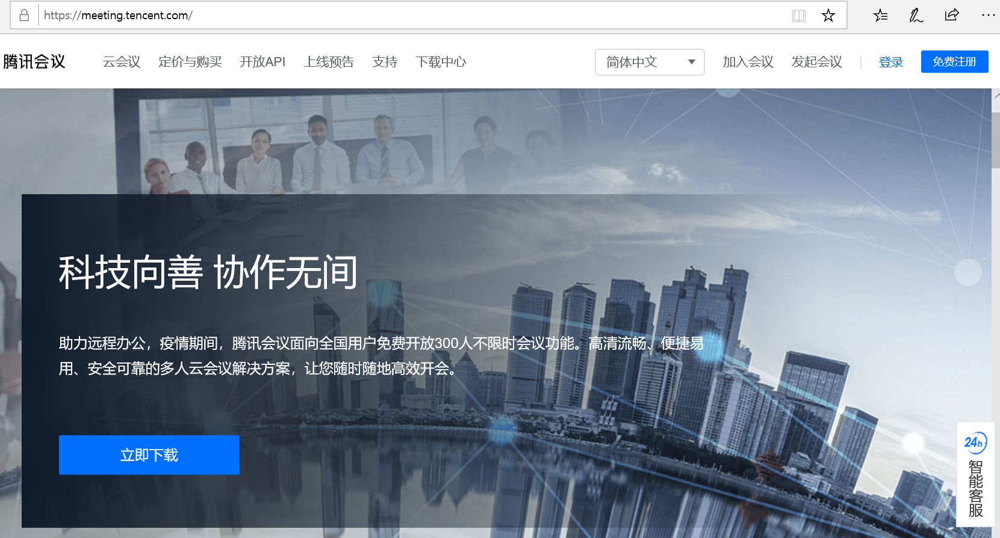 https://meeting.tencent.com/
腾讯会议 云会议 定价与购买 开放API 上线预告 支持 下载中心 简体中文 加入会议 发起会议 登录 免费注册
科技向善 协作无间
助力远程办公，疫情期间，腾讯会议面向全国用户免费开放300人不限时会议功能。高清流畅、便捷易
用、安全可靠的多人云会议解决方案，让您随时随地高效开会。
立即下载
24h
智能客服